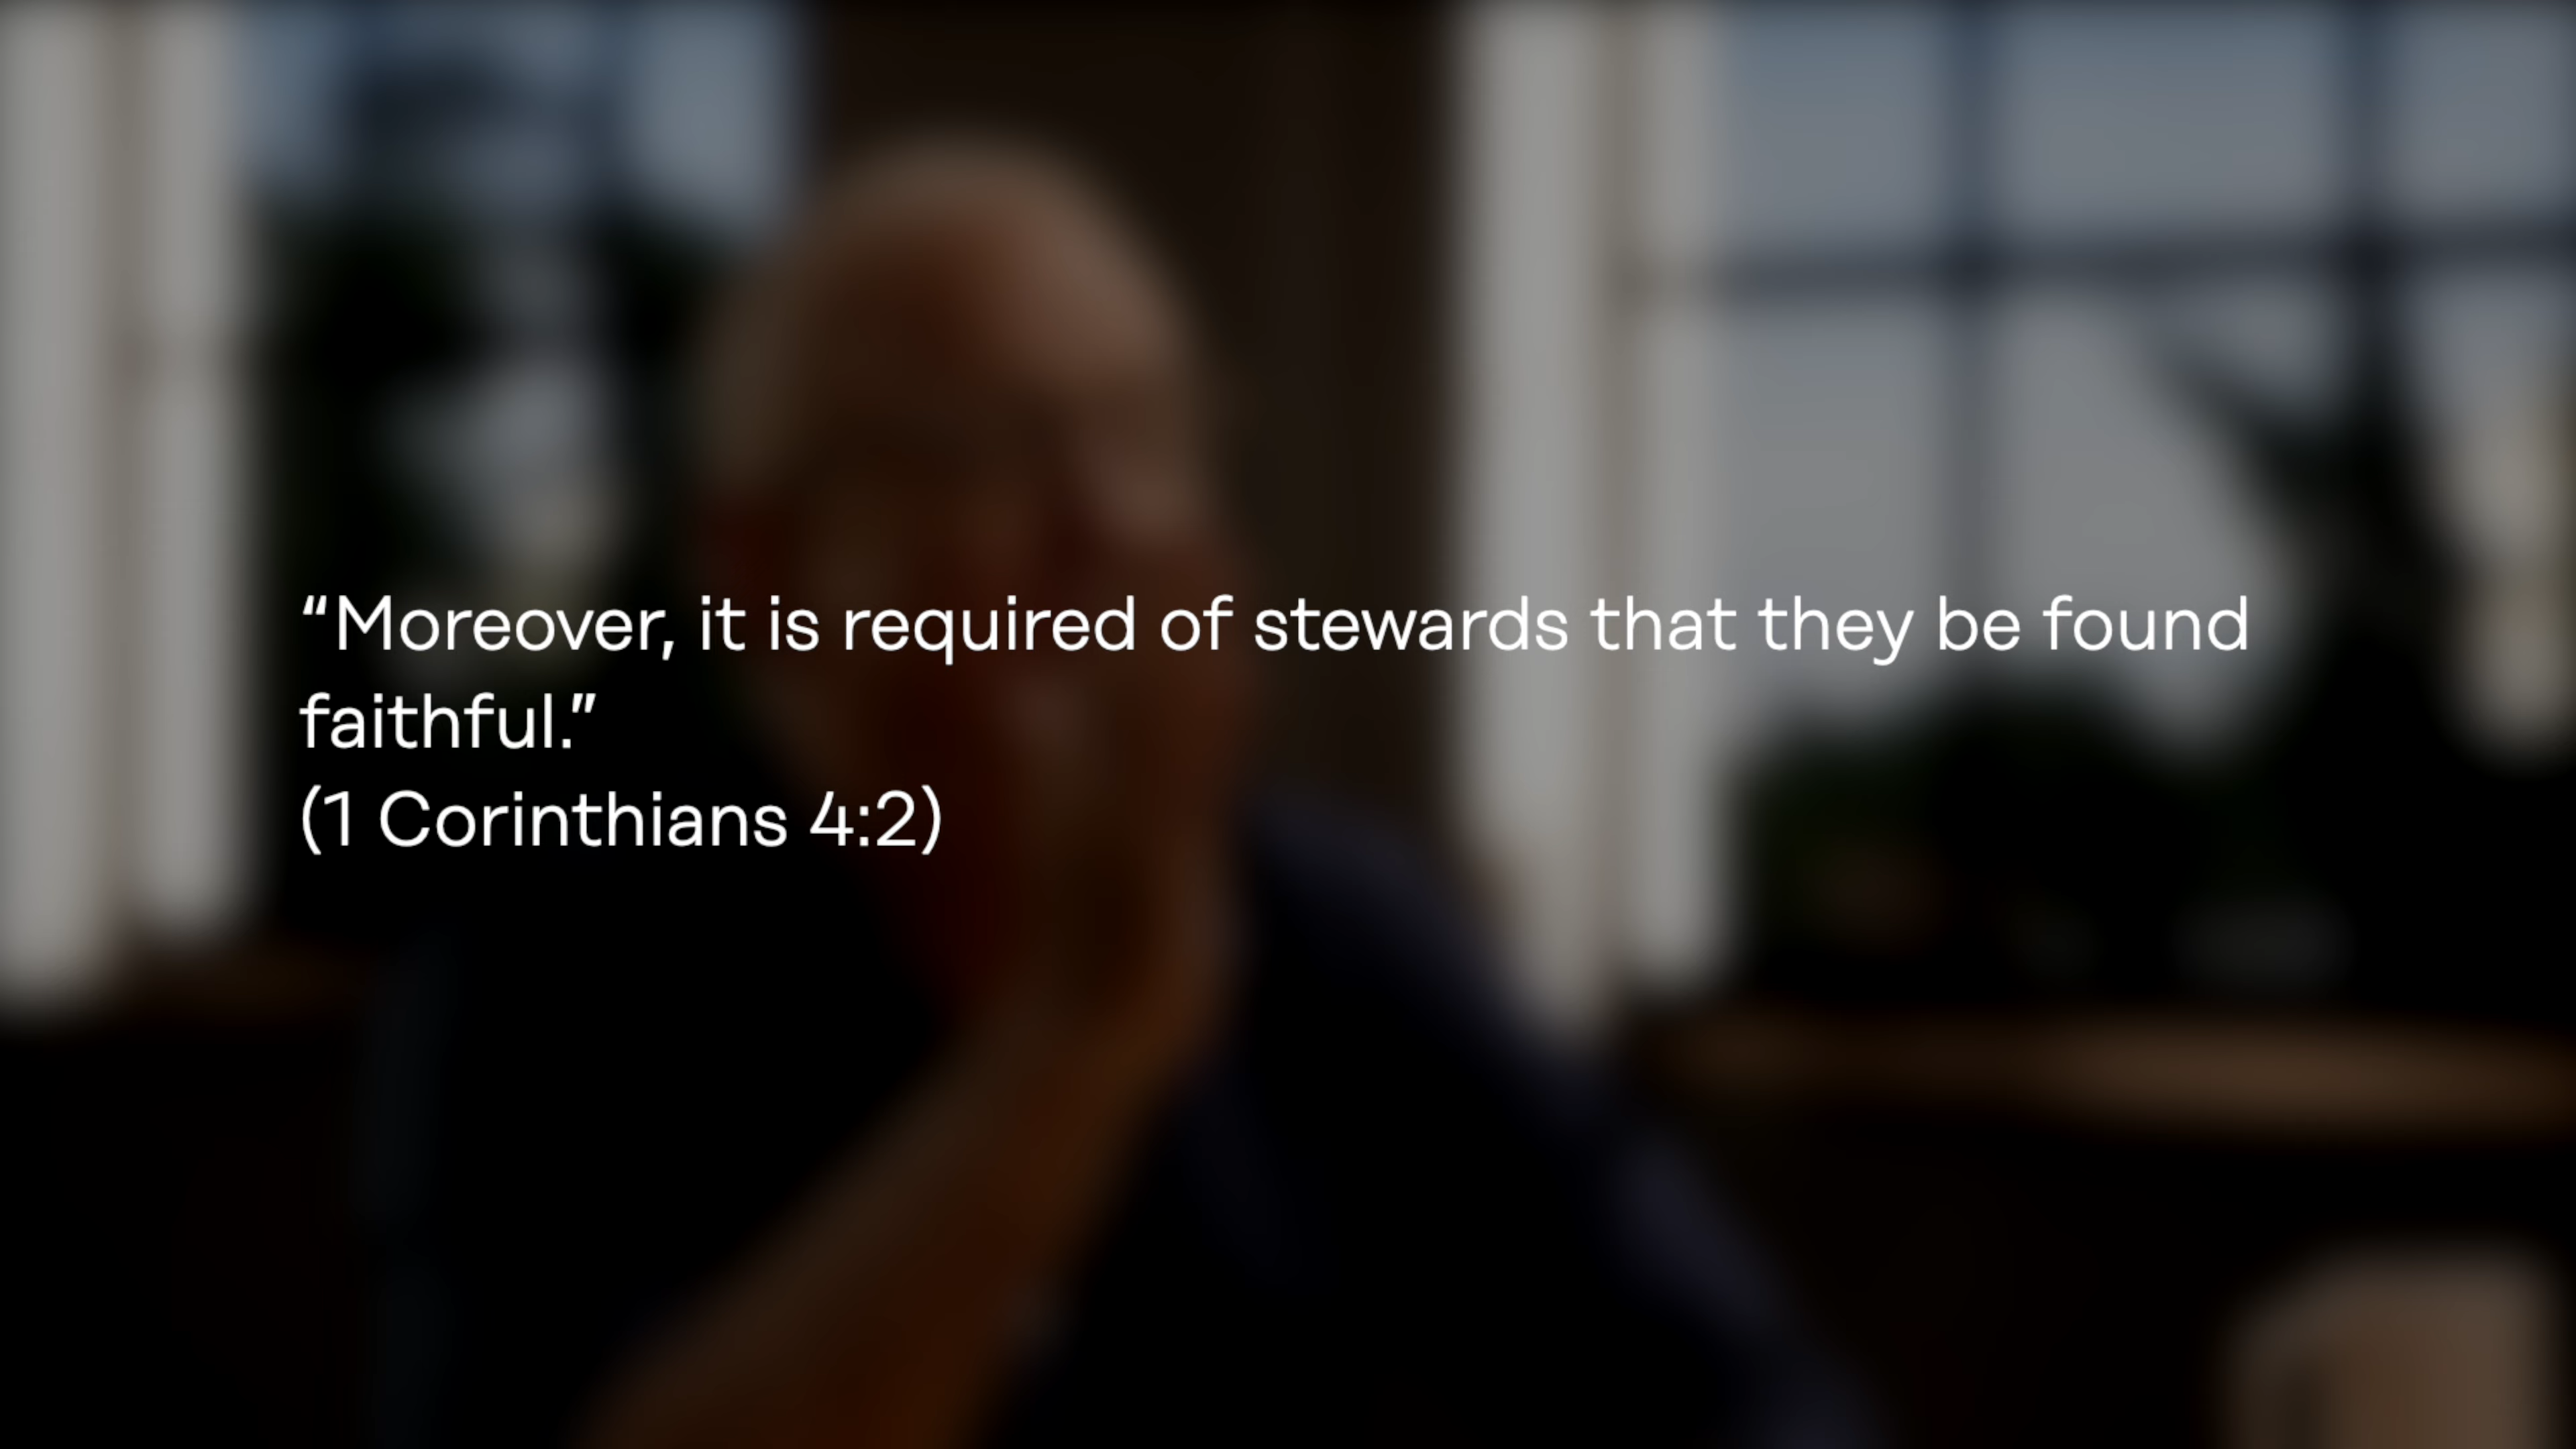 “Moreover, it is required of stewards that they be found
faithful.”
(1 Corinthians 4:2)